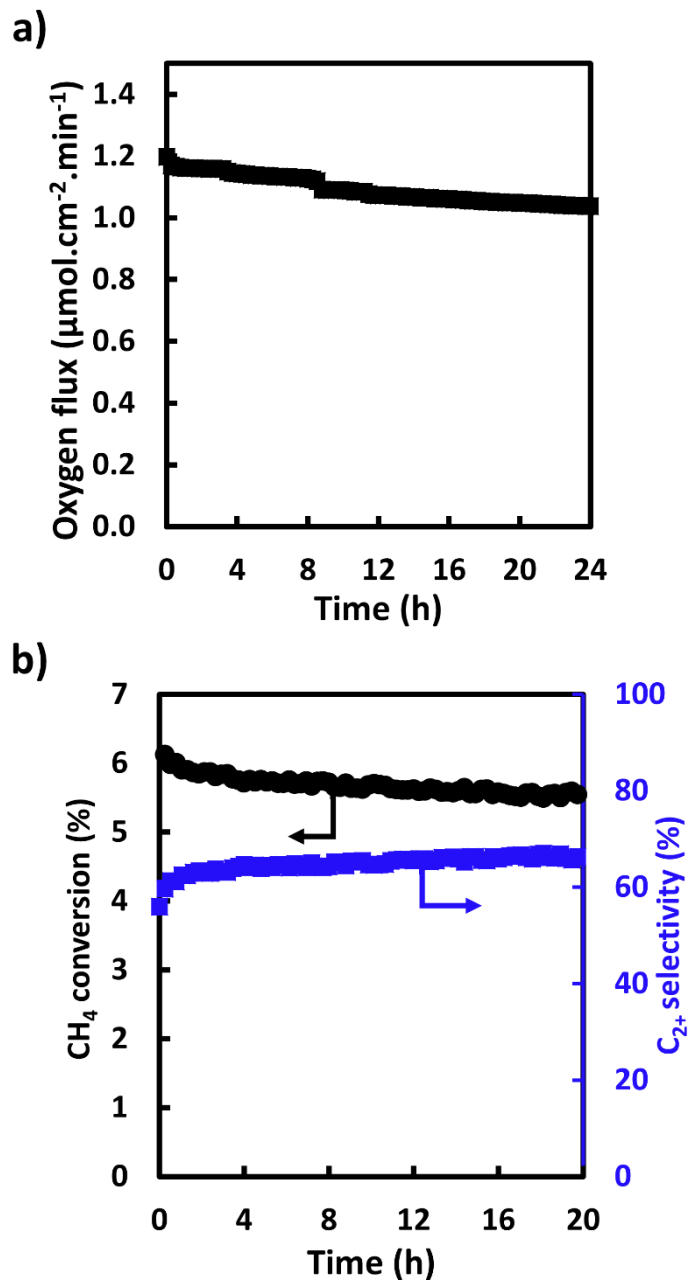 a)
Oxygen flux (µmol.cm⁻².min⁻¹)
1.4
1.2
1.0
0.8
0.6
0.4
0.2
0.0
0 4 8 12 16 20 24
Time (h)
b)
CH₄ conversion (%)
7
6
5
4
3
2
1
0
100
80
60
40
20
0
C₂₊ selectivity (%)
0 4 8 12 16 20
Time (h)